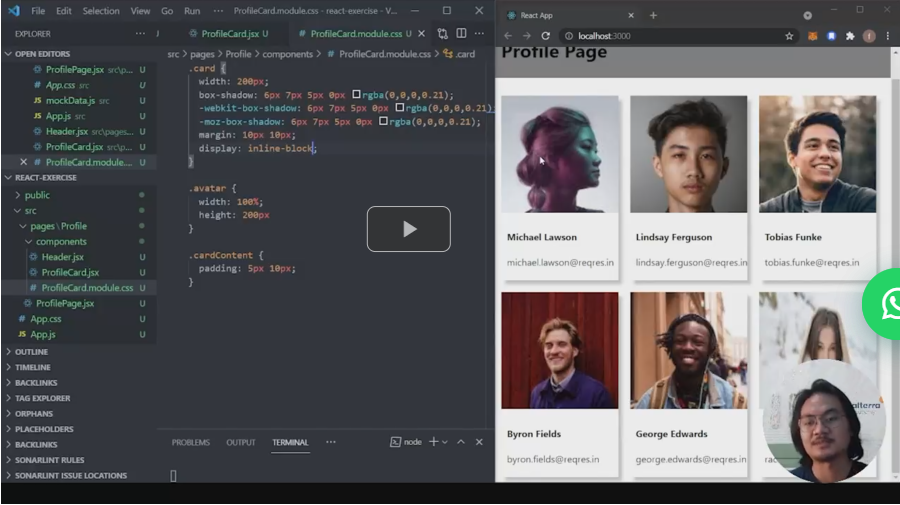 File Edit Selection View Go Run ··· ProfileCard.module.css - react-exercise - V...
EXPLORER
OPEN EDITORS
ProfilePage.jsx src\p... U
App.css src U
mockData.js src U
App.js src U
Header.jsx src\pages... U
ProfileCard.jsx src\p... U
ProfileCard.module.... U
REACT-EXERCISE
public
src
pages \ Profile
components
Header.jsx U
ProfileCard.jsx U
ProfileCard.module.css U
ProfilePage.jsx U
App.css U
App.js U
OUTLINE
TIMELINE
BACKLINKS
TAG EXPLORER
ORPHANS
PLACEHOLDERS
BACKLINKS
SONARLINT RULES
SONARLINT ISSUE LOCATIONS
ProfileCard.jsx U
ProfileCard.module.css U
src > pages > Profile > components > # ProfileCard.module.css > .card
.card {
width: 200px;
box-shadow: 6px 7px 5px 0px rgba(0,0,0,0.21);
-webkit-box-shadow: 6px 7px 5px 0px rgba(0,0,0,0.21);
-moz-box-shadow: 6px 7px 5px 0px rgba(0,0,0,0.21);
margin: 10px 10px;
display: inline-block;
}
.avatar {
width: 100%;
height: 200px
}
.cardContent {
padding: 5px 10px;
}
PROBLEMS OUTPUT TERMINAL ··· node
React App
localhost:3000
Profile Page
Michael Lawson
michael.lawson@reqres.in
Lindsay Ferguson
lindsay.ferguson@reqres.in
Tobias Funke
tobias.funke@reqres.in
Byron Fields
byron.fields@reqres.in
George Edwards
george.edwards@reqres.in
alterra